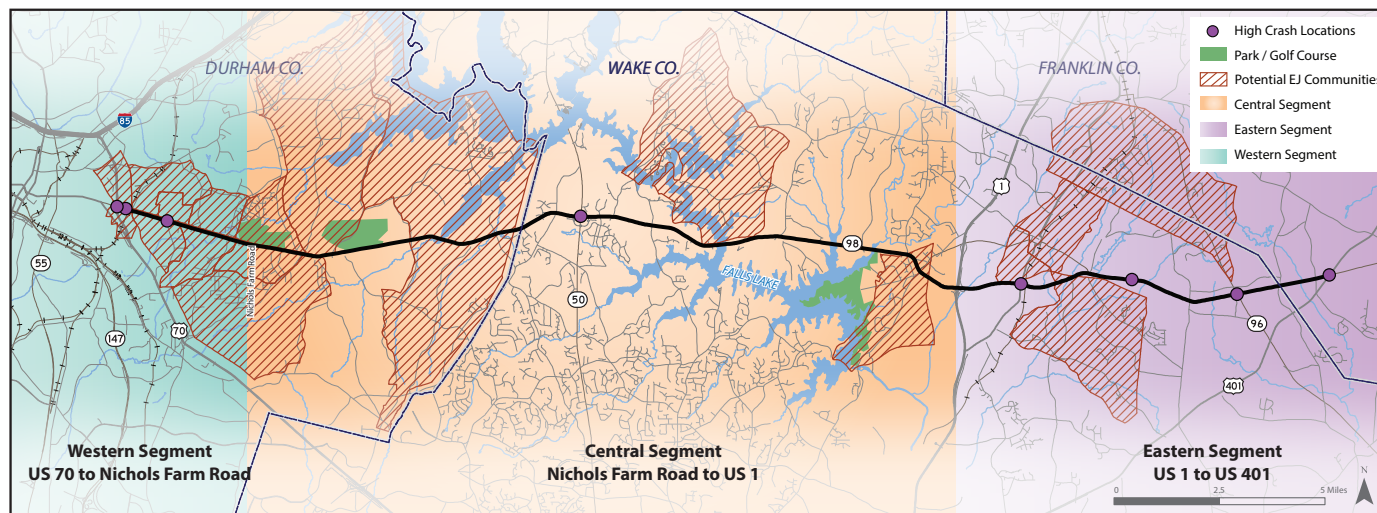 DURHAM CO.
WAKE CO.
FRANKLIN CO.
High Crash Locations
Park / Golf Course
Potential EJ Communities
Central Segment
Eastern Segment
Western Segment
85
1
98
Nichols Farm Road
FALLS LAKE
55
50
147
70
96
401
Western Segment
US 70 to Nichols Farm Road
Central Segment
Nichols Farm Road to US 1
Eastern Segment
US 1 to US 401
N
0
2.5
5 Miles